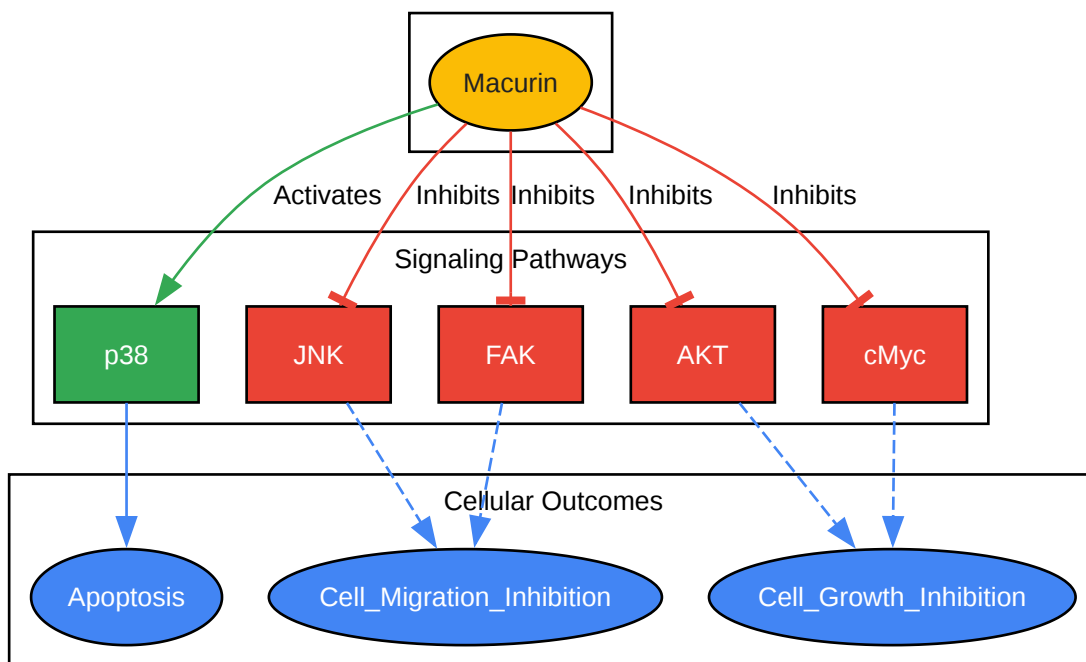 Macurin
Activates
Inhibits
Inhibits
Inhibits
Inhibits
Signaling Pathways
p38
JNK
FAK
AKT
cMyc
Cellular Outcomes
Apoptosis
Cell_Migration_Inhibition
Cell_Growth_Inhibition